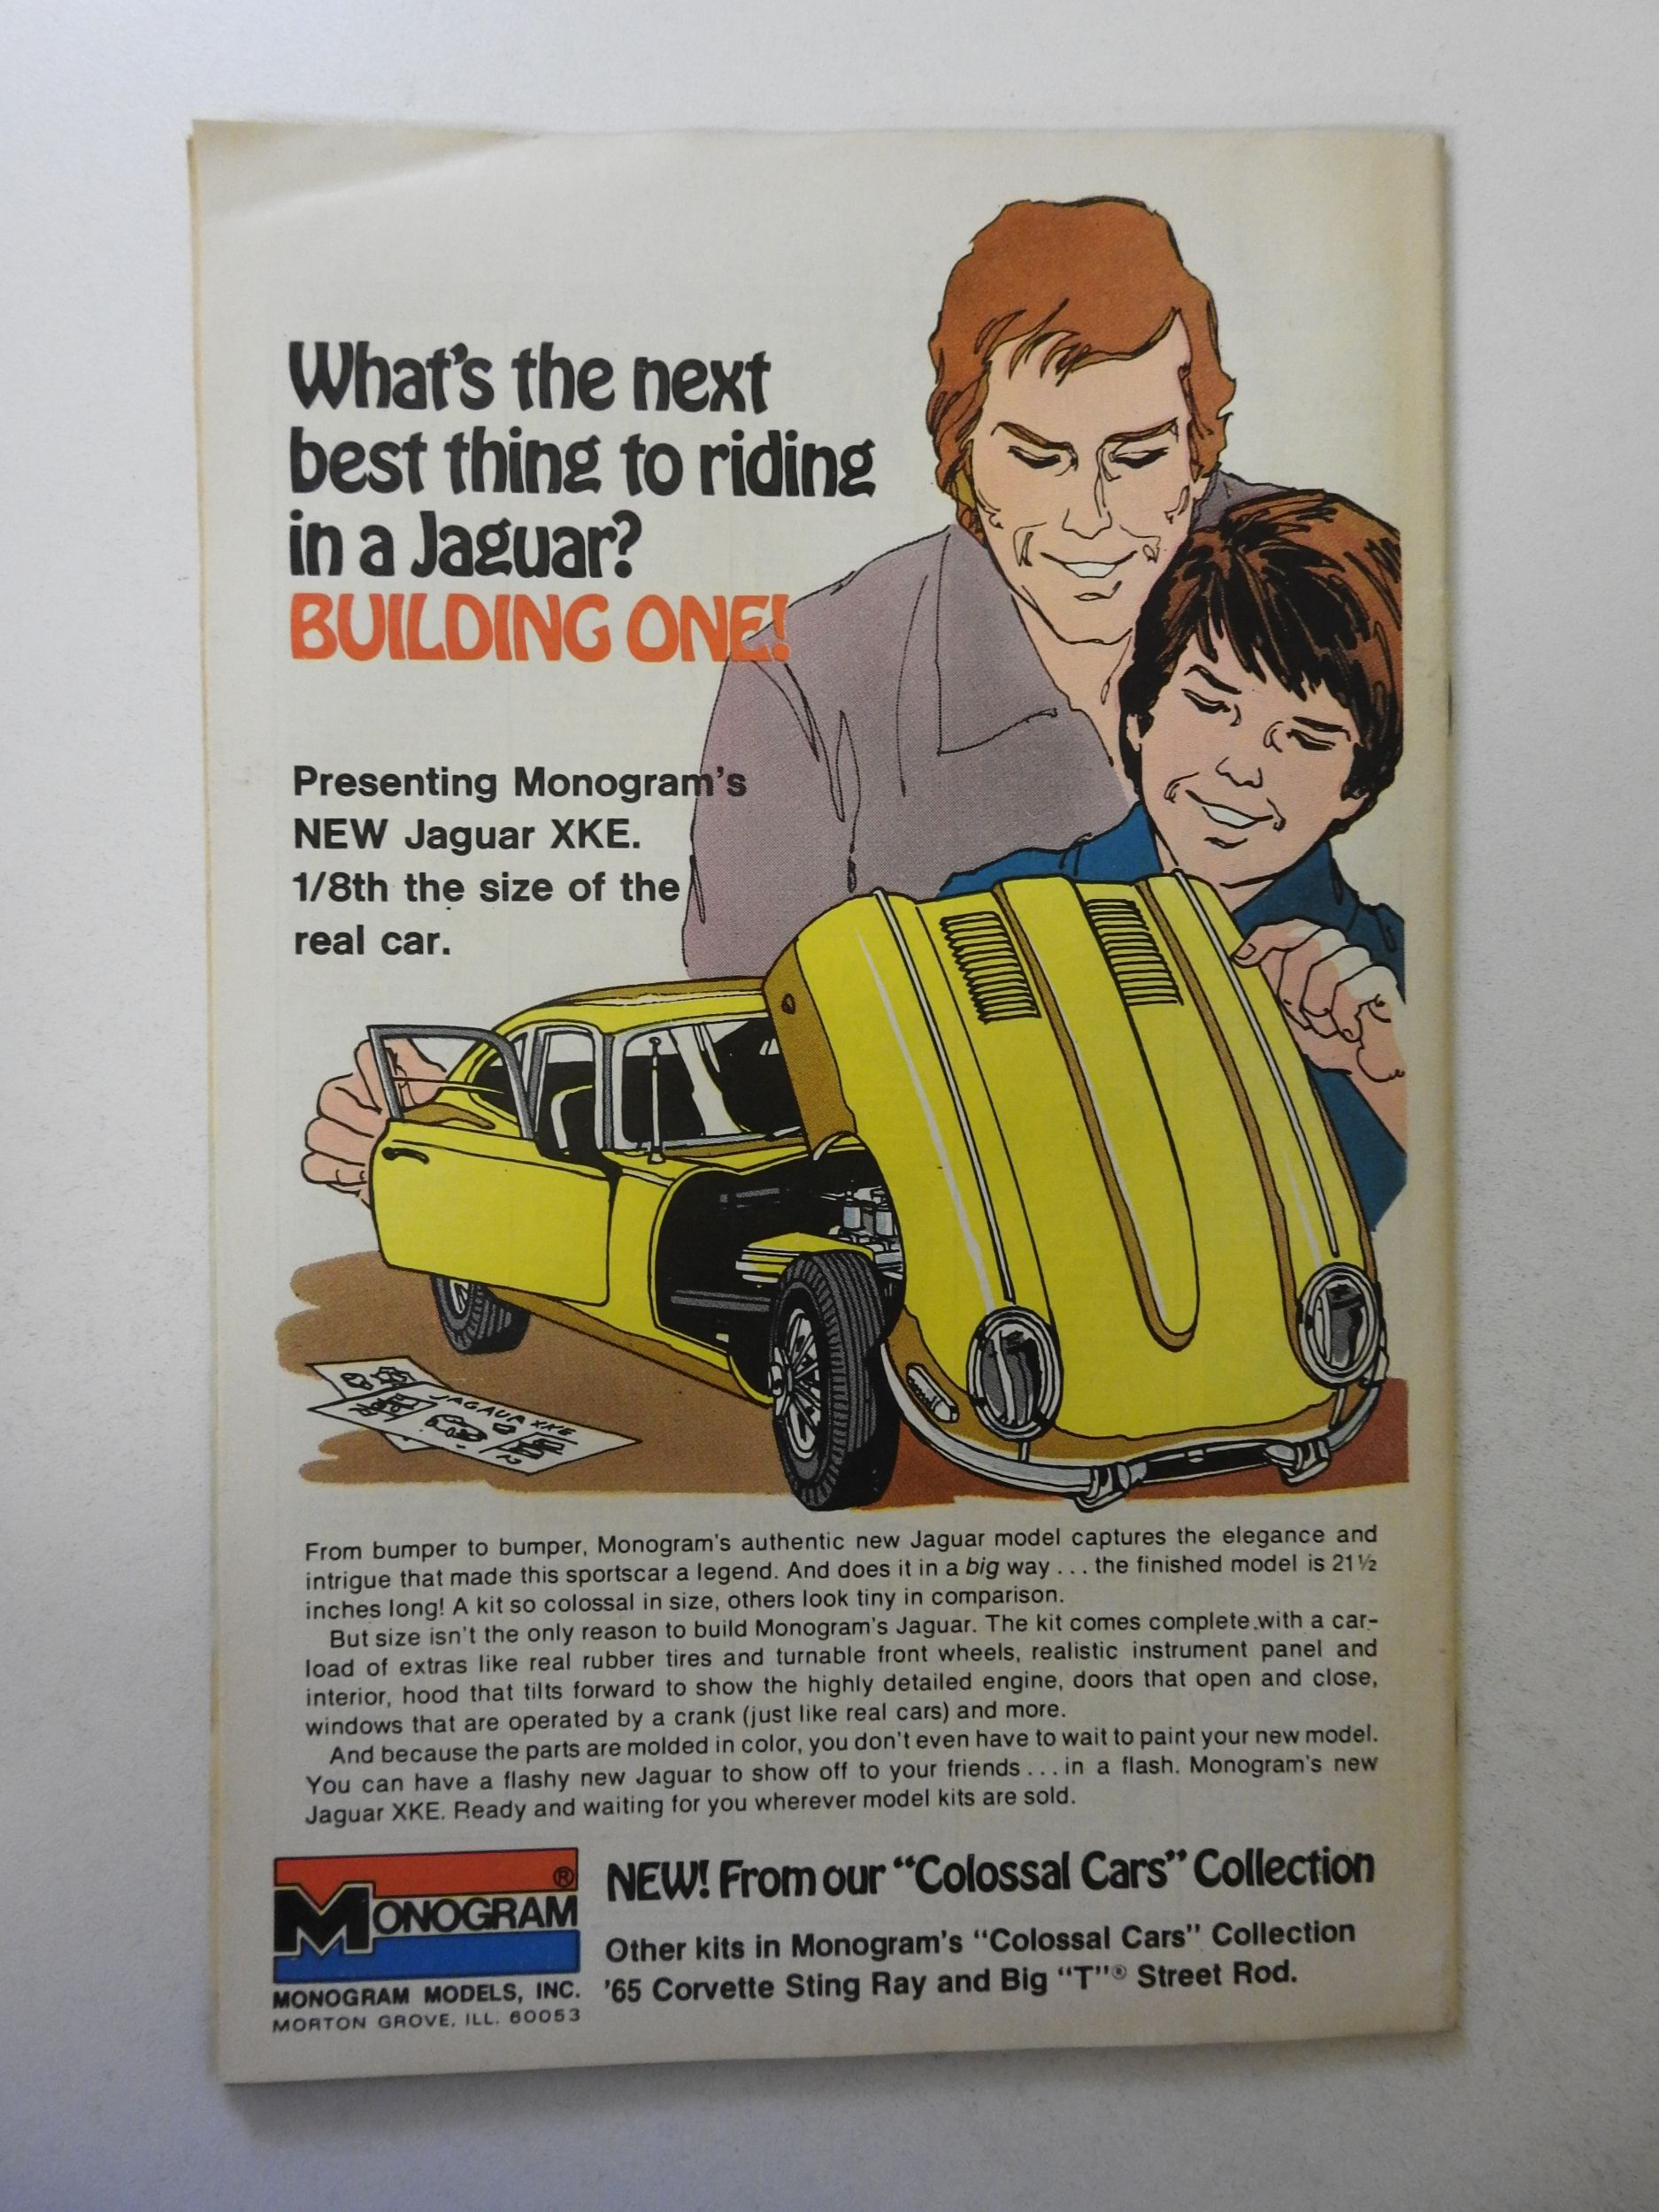 What's the next
best thing to riding
in a Jaguar?
BUILDING ONE!
Presenting Monogram's
NEW Jaguar XKE.
1/8th the size of the
real car.
JAGAUR XKE
From bumper to bumper, Monogram's authentic new Jaguar model captures the elegance and
intrigue that made this sportscar a legend. And does it in a big way . . . the finished model is 21½
inches long! A kit so colossal in size, others look tiny in comparison.
But size isn't the only reason to build Monogram's Jaguar. The kit comes complete with a car-
load of extras like real rubber tires and turnable front wheels, realistic instrument panel and
interior, hood that tilts forward to show the highly detailed engine, doors that open and close,
windows that are operated by a crank (just like real cars) and more.
And because the parts are molded in color, you don't even have to wait to paint your new model.
You can have a flashy new Jaguar to show off to your friends . . . in a flash. Monogram's new
Jaguar XKE. Ready and waiting for you wherever model kits are sold.
MONOGRAM ®
MONOGRAM MODELS, INC.
MORTON GROVE, ILL. 60053
NEW! From our "Colossal Cars" Collection
Other kits in Monogram's "Colossal Cars" Collection
'65 Corvette Sting Ray and Big "T"® Street Rod.